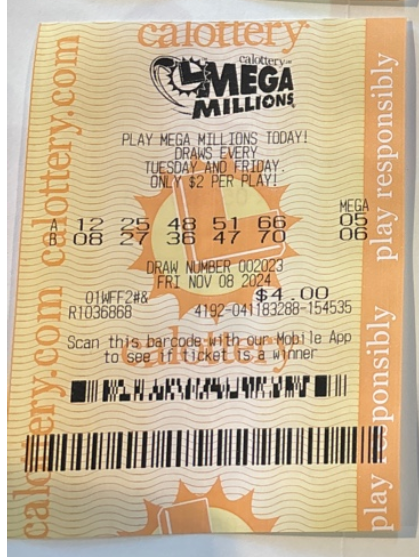 calottery
calottery
MEGA
MILLIONS
PLAY MEGA MILLIONS TODAY!
DRAWS EVERY
TUESDAY AND FRIDAY.
ONLY $2 PER PLAY!
MEGA
A 12 25 48 51 66 05
B 08 27 36 47 70 06
DRAW NUMBER 002023
FRI NOV 08 2024
01WFF2#& $4.00
R1036868 4192-041183288-154535
Scan this barcode with our Mobile App
to see if ticket is a winner
calottery
calottery.com calottery.com
play responsibly play responsibly